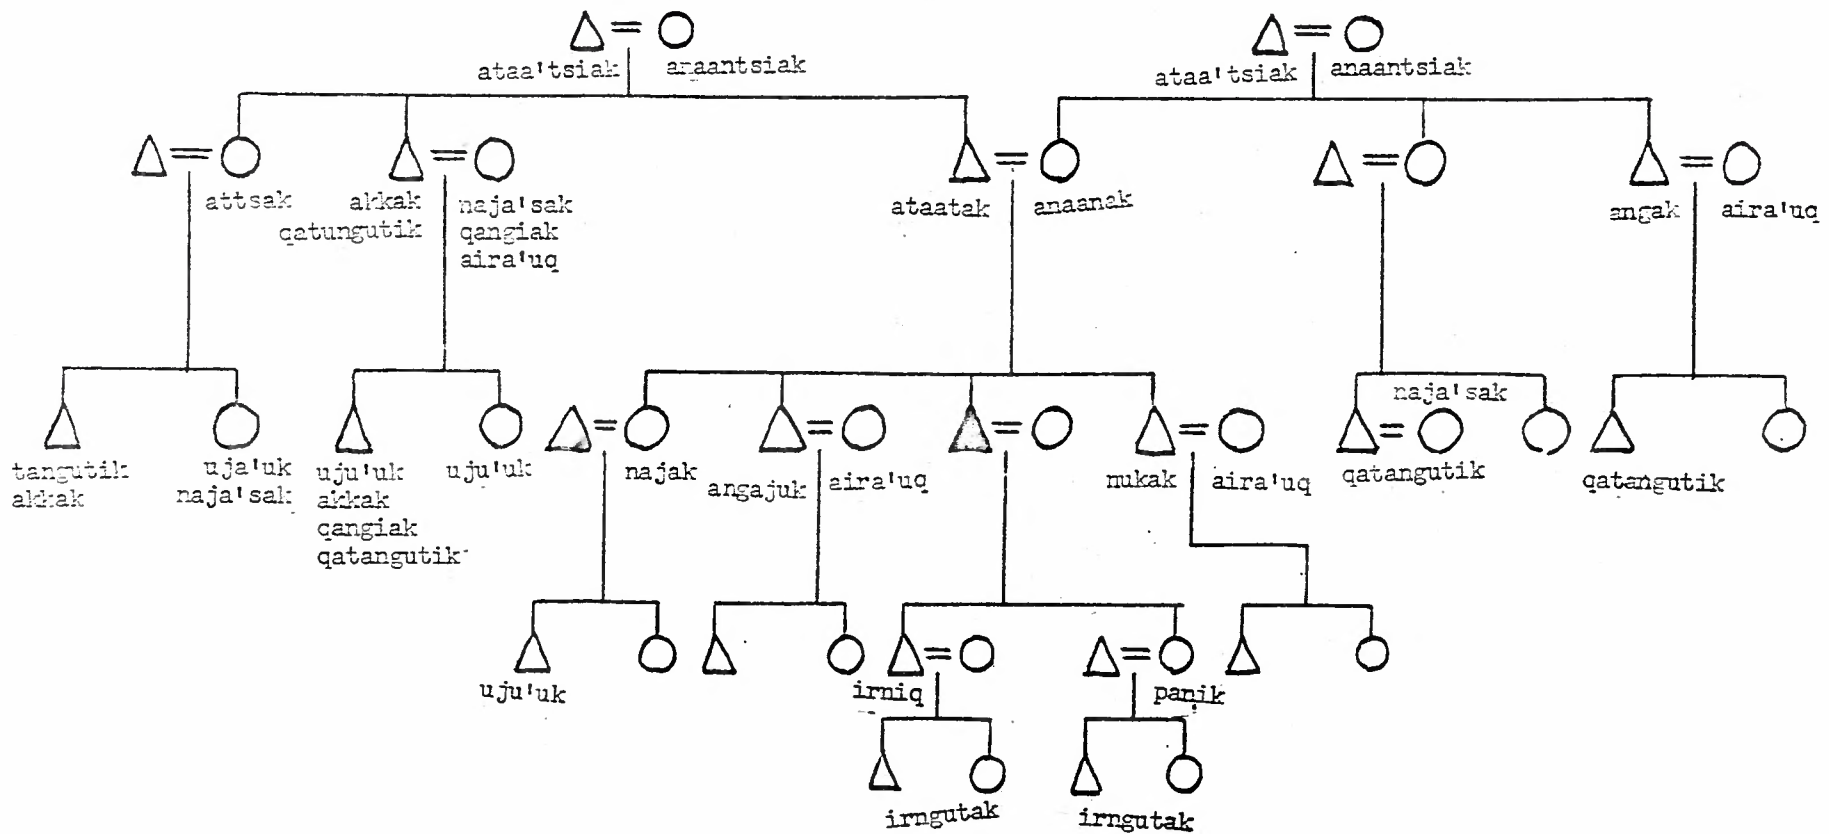 ataa'tsiak anaantsiak
ataa'tsiak anaantsiak
attsak
akkak
qatungutik
naja'sak
qangiak
aira'uq
ataatak
anaanak
angak
aira'uq
tangutik
akkak
uja'uk
naja'sak
uju'uk
akkak
qangiak
qatangutik
uju'uk
najak
angajuk
aira'uq
nukak
aira'uq
naja'sak
qatangutik
qatangutik
uju'uk
irniq
panik
irngutak
irngutak